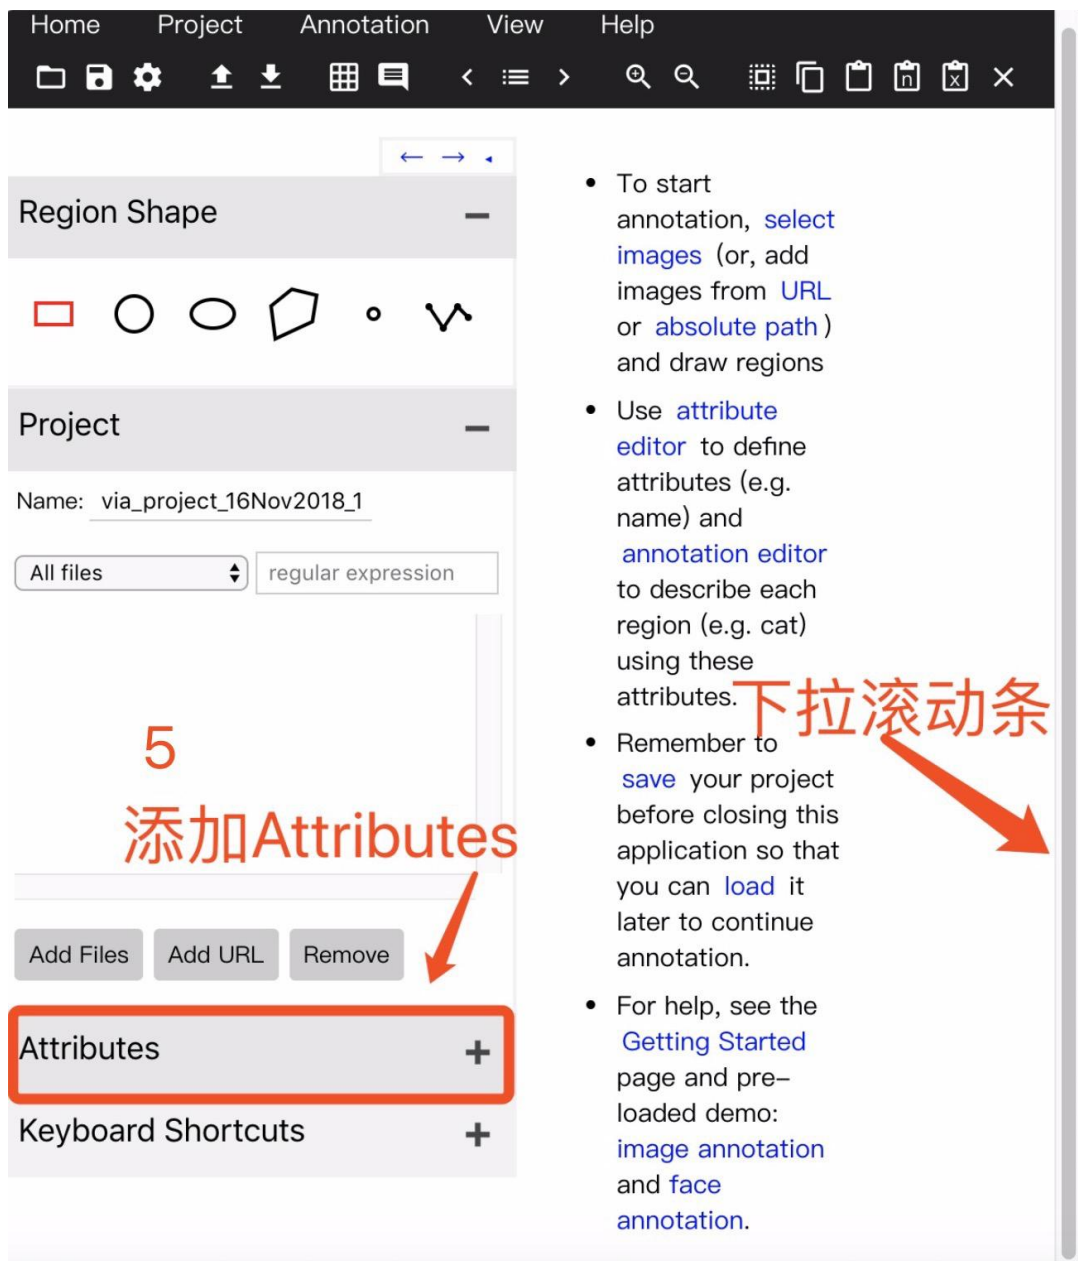 Home Project Annotation View Help
Region Shape
Project
Name: via_project_16Nov2018_1
All files regular expression
5
添加Attributes
Add Files Add URL Remove
Attributes
Keyboard Shortcuts
To start
annotation, select
images (or, add
images from URL
or absolute path )
and draw regions
Use attribute
editor to define
attributes (e.g.
name) and
annotation editor
to describe each
region (e.g. cat)
using these
attributes.
下拉滚动条
Remember to
save your project
before closing this
application so that
you can load it
later to continue
annotation.
For help, see the
Getting Started
page and pre-
loaded demo:
image annotation
and face
annotation.